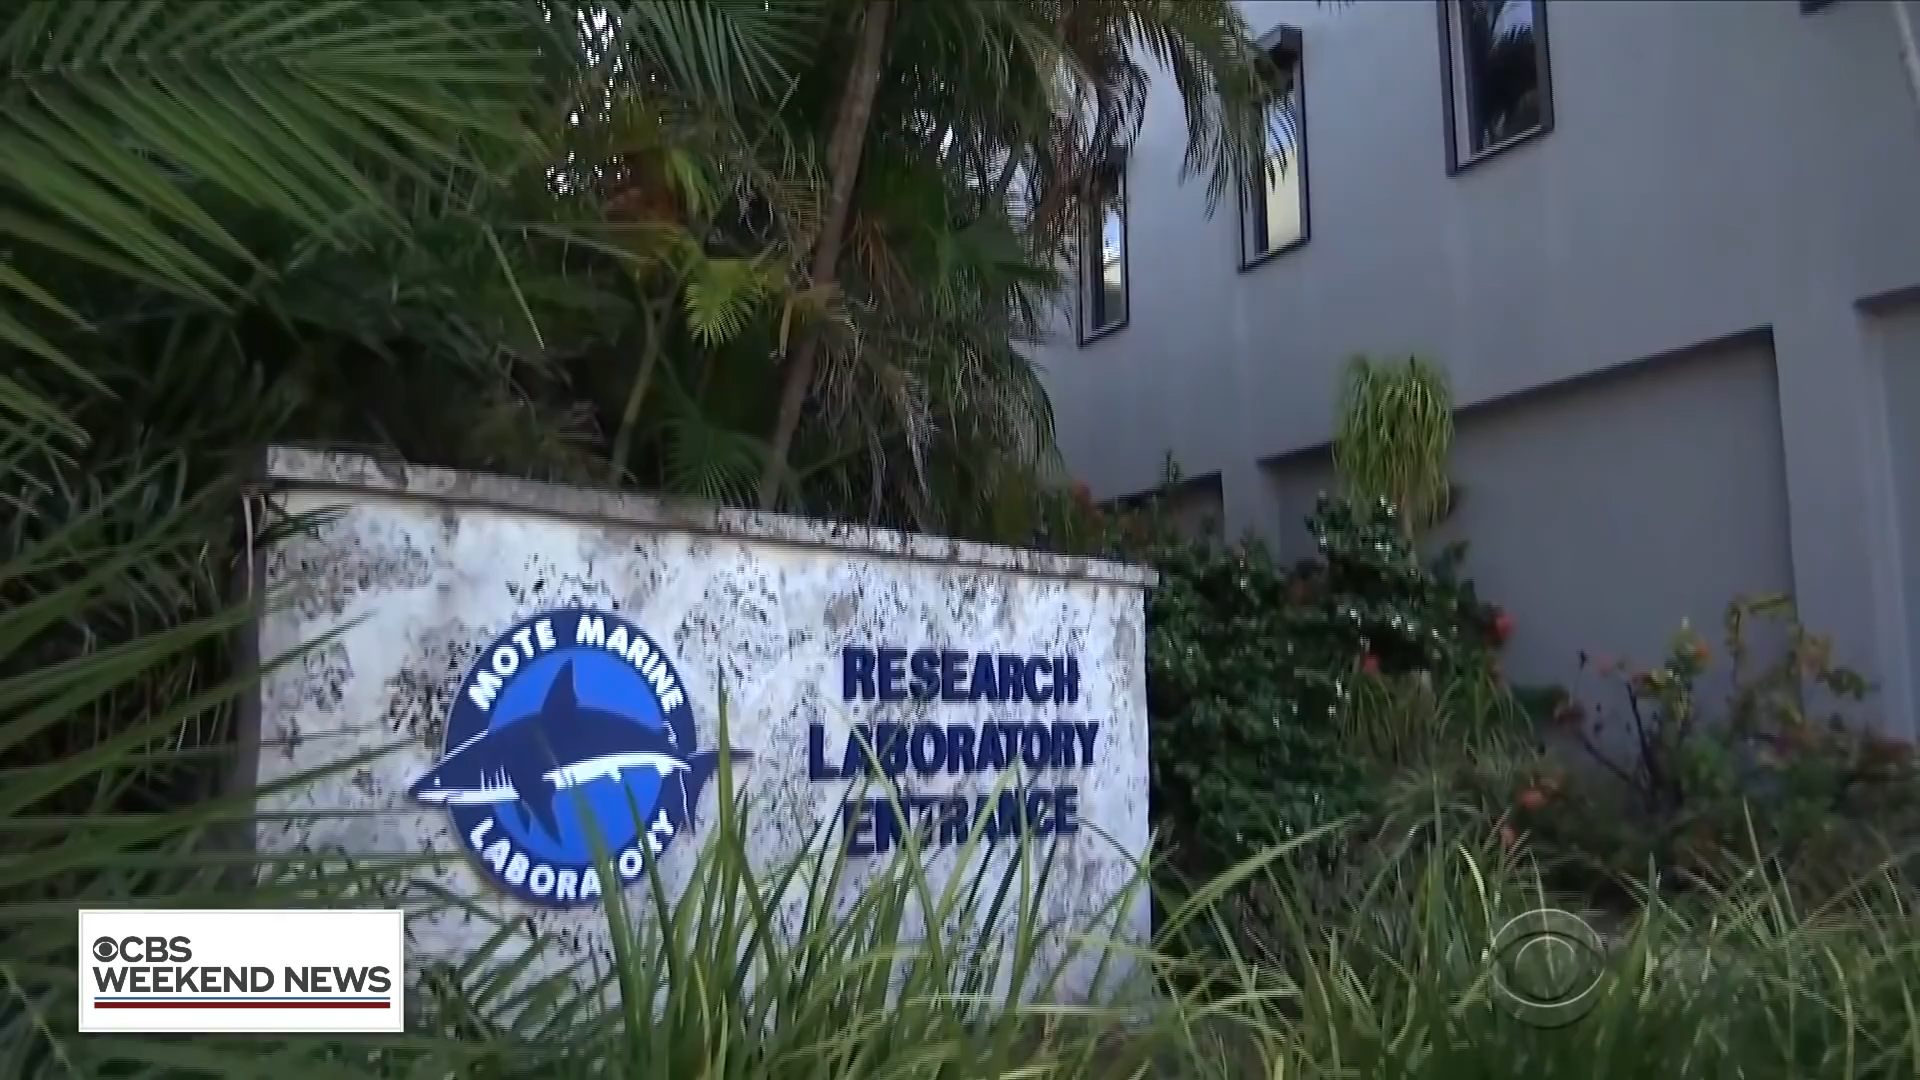 MOTE MARINE
LABORATORY
RESEARCH
LABORATORY
ENTRANCE
CBS
WEEKEND NEWS